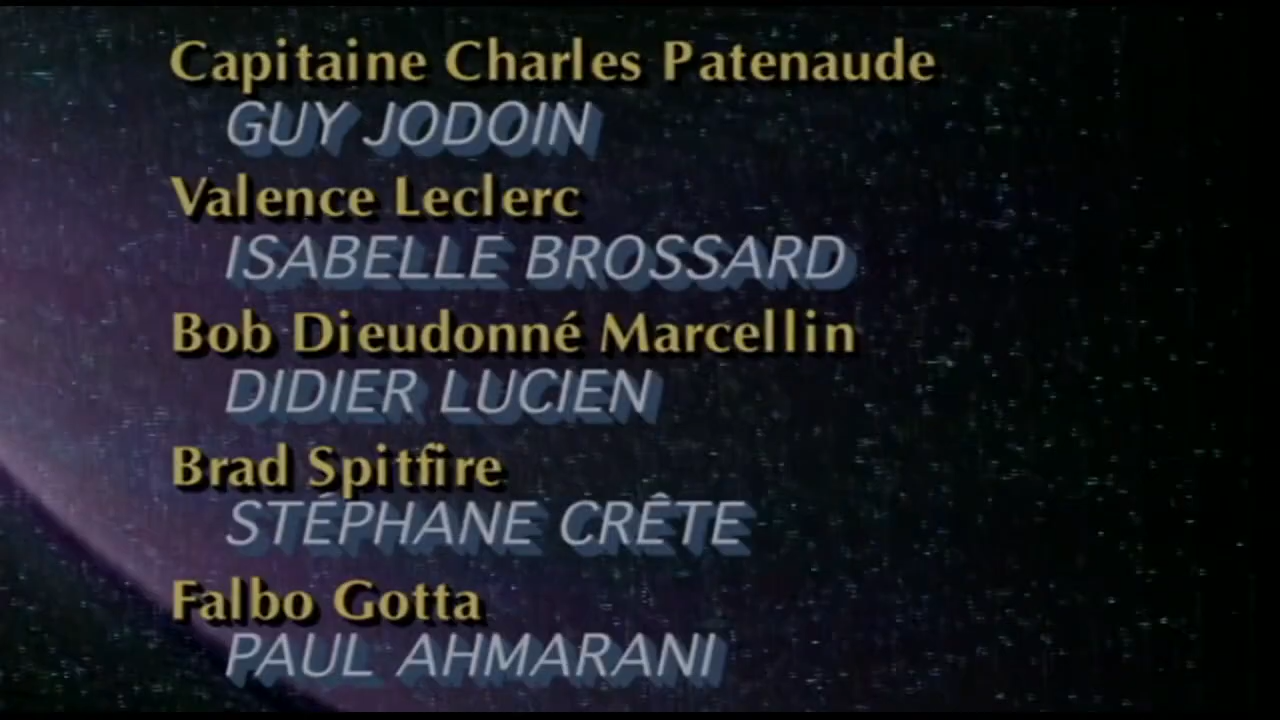 Capitaine Charles Patenaude
GUY JODOIN
Valence Leclerc
ISABELLE BROSSARD
Bob Dieudonné Marcellin
DIDIER LUCIEN
Brad Spitfire
STÉPHANE CRÊTE
Falbo Gotta
PAUL AHMARANI